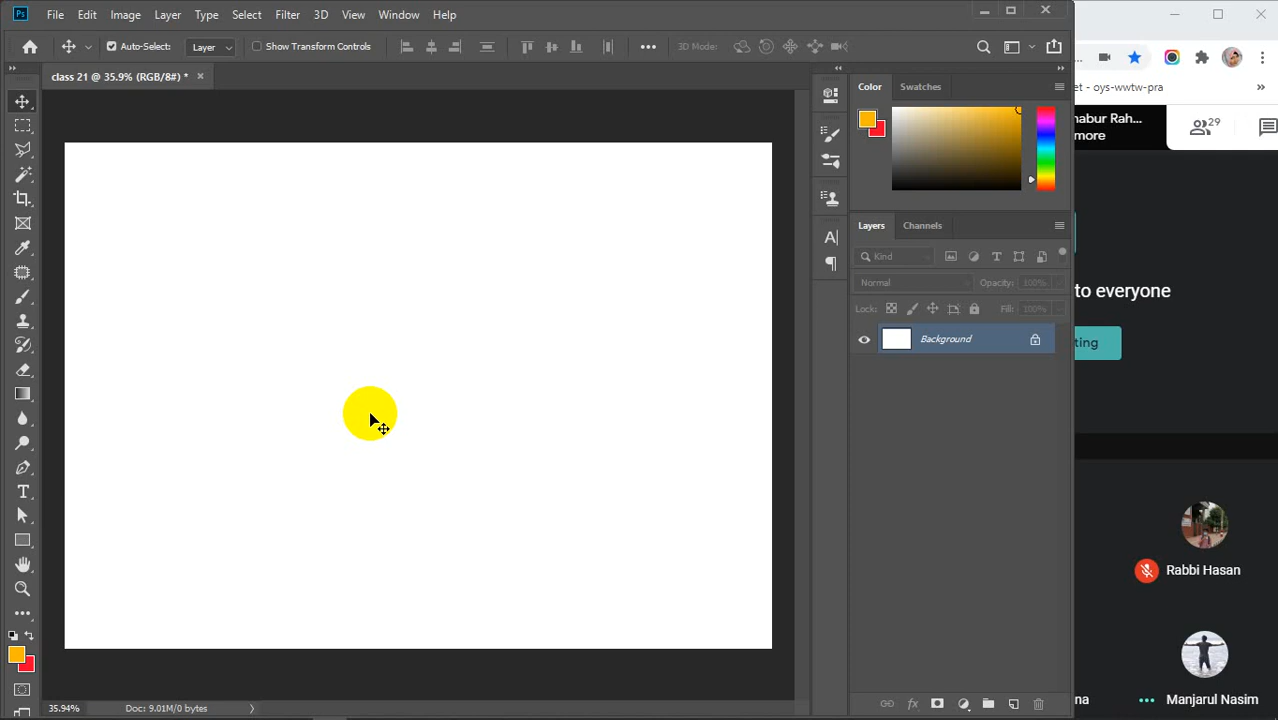 Ps File Edit Image Layer Type Select Filter 3D View Window Help
Auto-Select: Layer Show Transform Controls 3D Mode:
class 21 @ 35.9% (RGB/8#) *
Color Swatches
Layers Channels
Kind
Normal Opacity: 100%
Lock: Fill: 100%
Background
35.94% Doc: 9.01M/0 bytes
et - oys-wwtw-pra
abur Rah... 29
more
to everyone
ting
Rabbi Hasan
na Manjarul Nasim